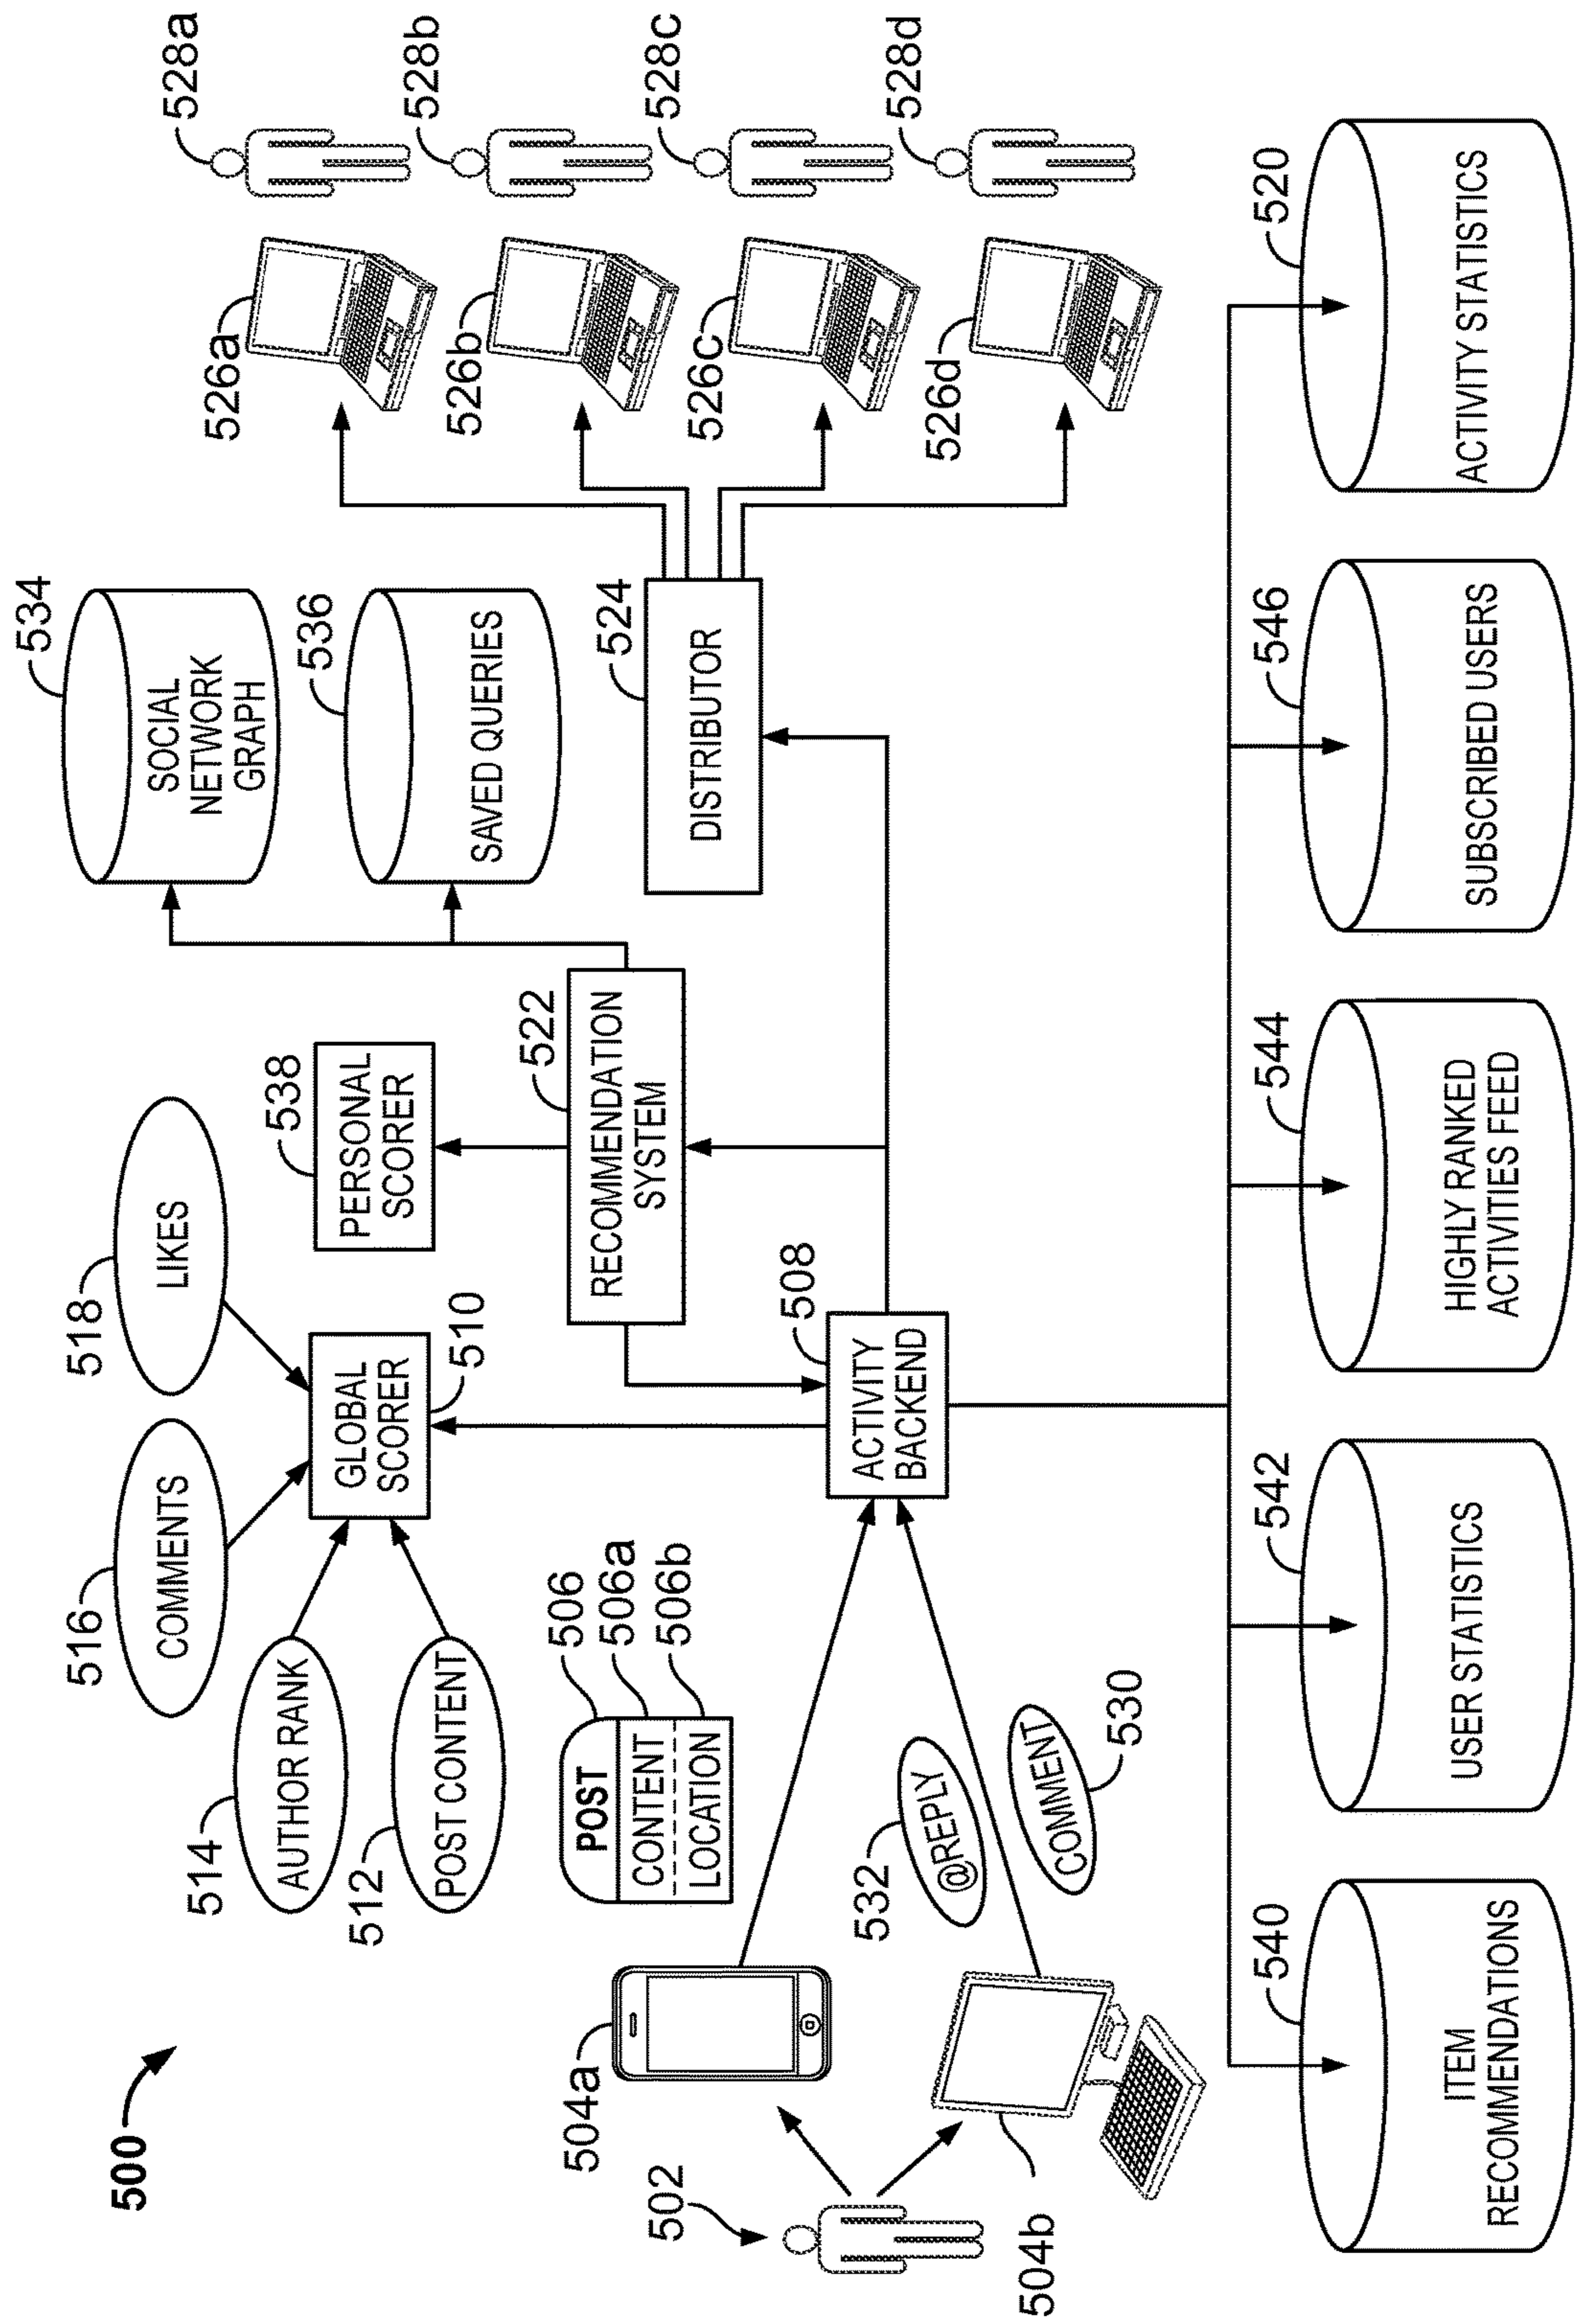 500
518
LIKES
516
COMMENTS
514
AUTHOR RANK
512
POST CONTENT
GLOBAL
SCORER
510
538
PERSONAL
SCORER
534
SOCIAL
NETWORK
GRAPH
536
SAVED QUERIES
522
RECOMMENDATION
SYSTEM
524
DISTRIBUTOR
526a
528a
526b
528b
526c
528c
526d
528d
POST
506
CONTENT
506a
LOCATION
506b
508
ACTIVITY
BACKEND
502
504a
504b
532
@REPLY
COMMENT
530
540
ITEM
RECOMMENDATIONS
542
USER STATISTICS
544
HIGHLY RANKED
ACTIVITIES FEED
546
SUBSCRIBED USERS
520
ACTIVITY STATISTICS